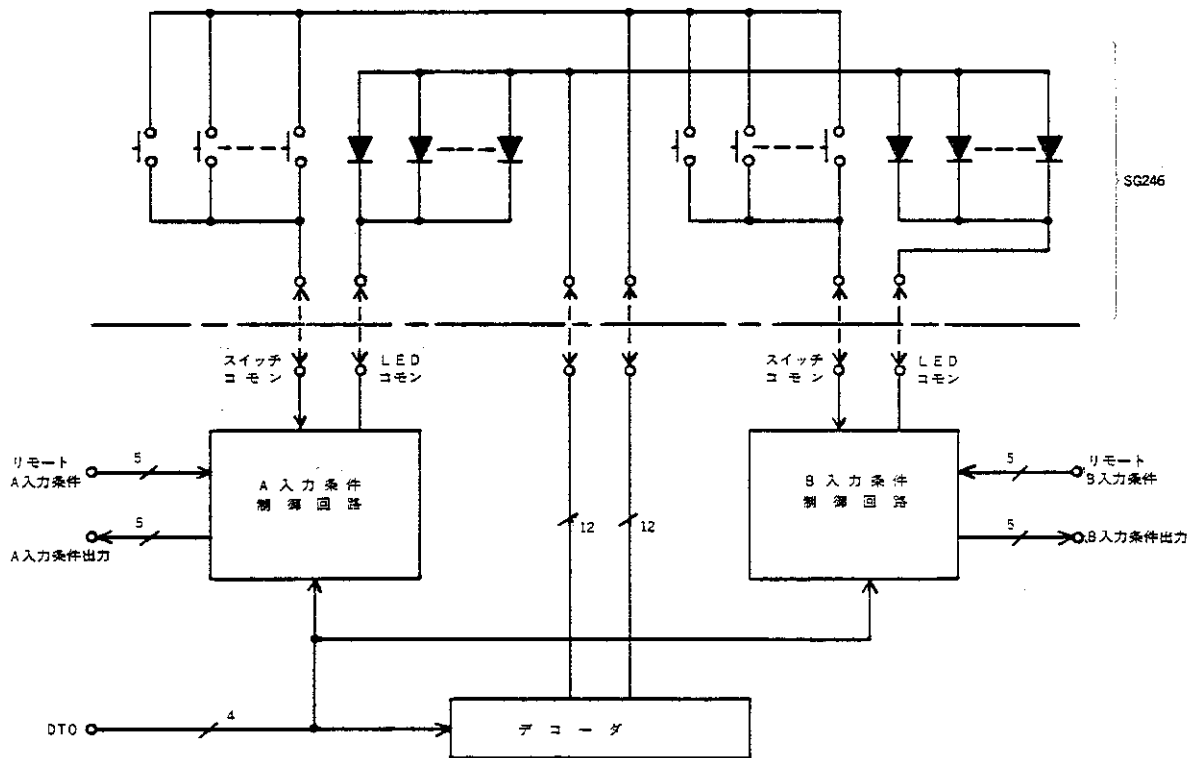 SG246
スイッチ
コモン
LED
コモン
スイッチ
コモン
LED
コモン
リモート
A入力条件
5
A入力条件
制御回路
5
A入力条件出力
12
12
B入力条件
制御回路
5
リモート
B入力条件
5
B入力条件出力
DTO
4
デコーダ